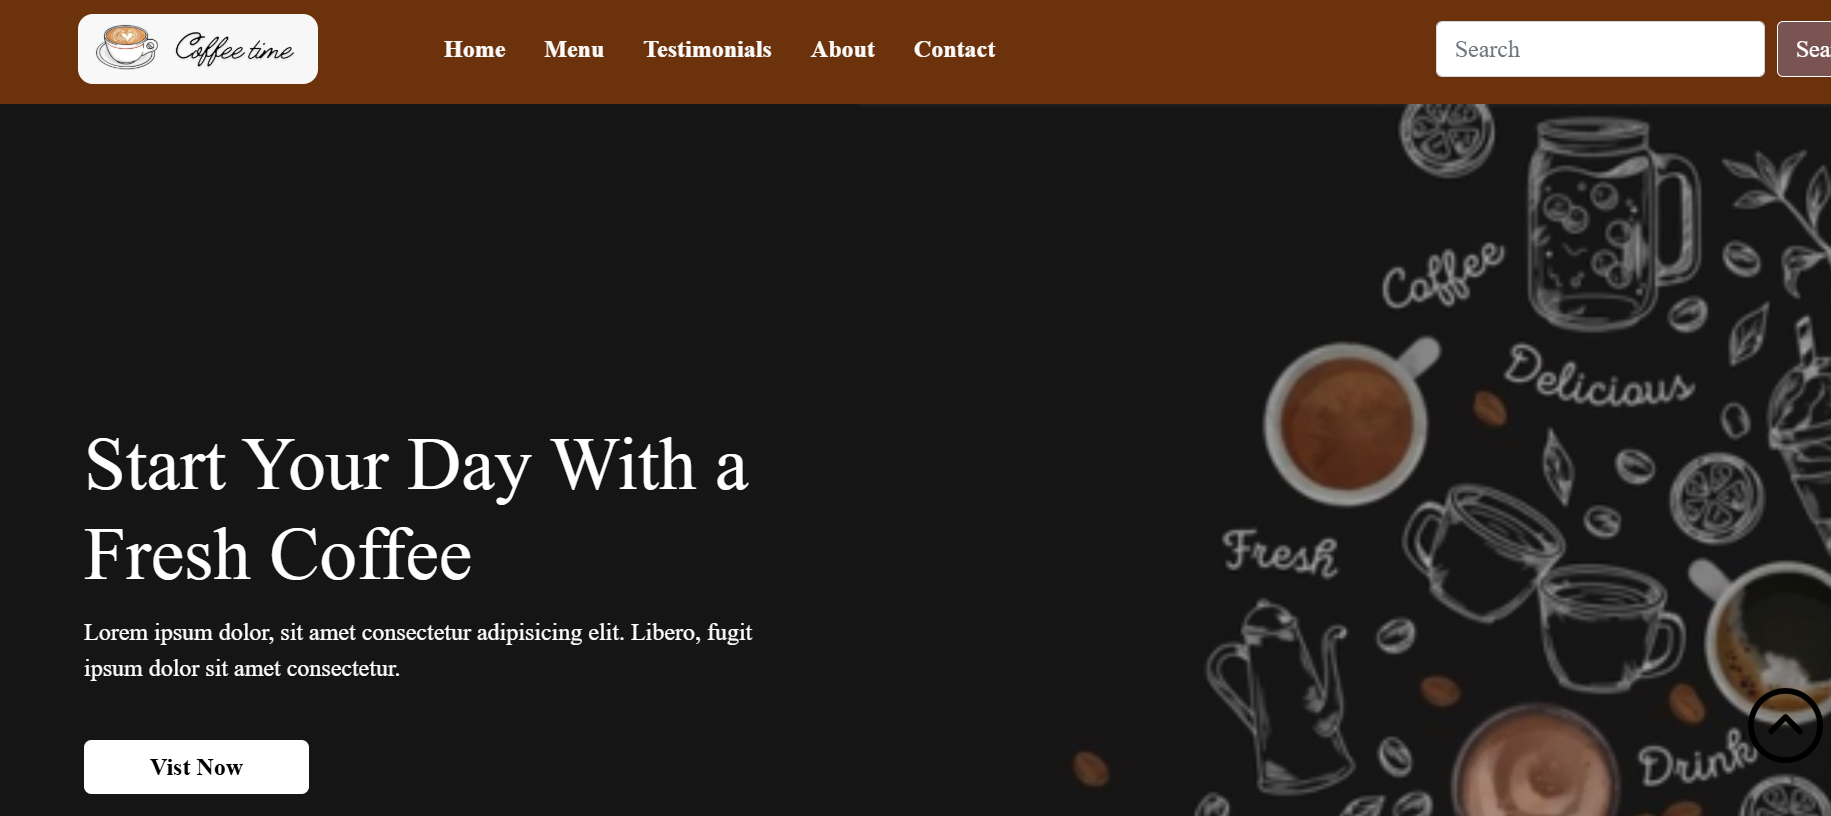 Coffee time
Home Menu Testimonials About Contact
Search
Sea
Coffee
Delicious
Start Your Day With a
Fresh Coffee
Fresh
Lorem ipsum dolor, sit amet consectetur adipisicing elit. Libero, fugit
ipsum dolor sit amet consectetur.
Drink
Vist Now